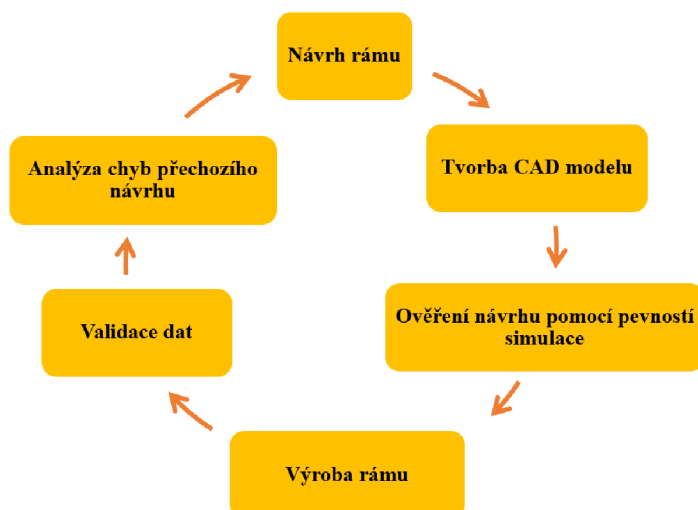 Návrh rámu
Tvorba CAD modelu
Ověření návrhu pomocí pevností
simulace
Výroba rámu
Validace dat
Analýza chyb přechozího
návrhu